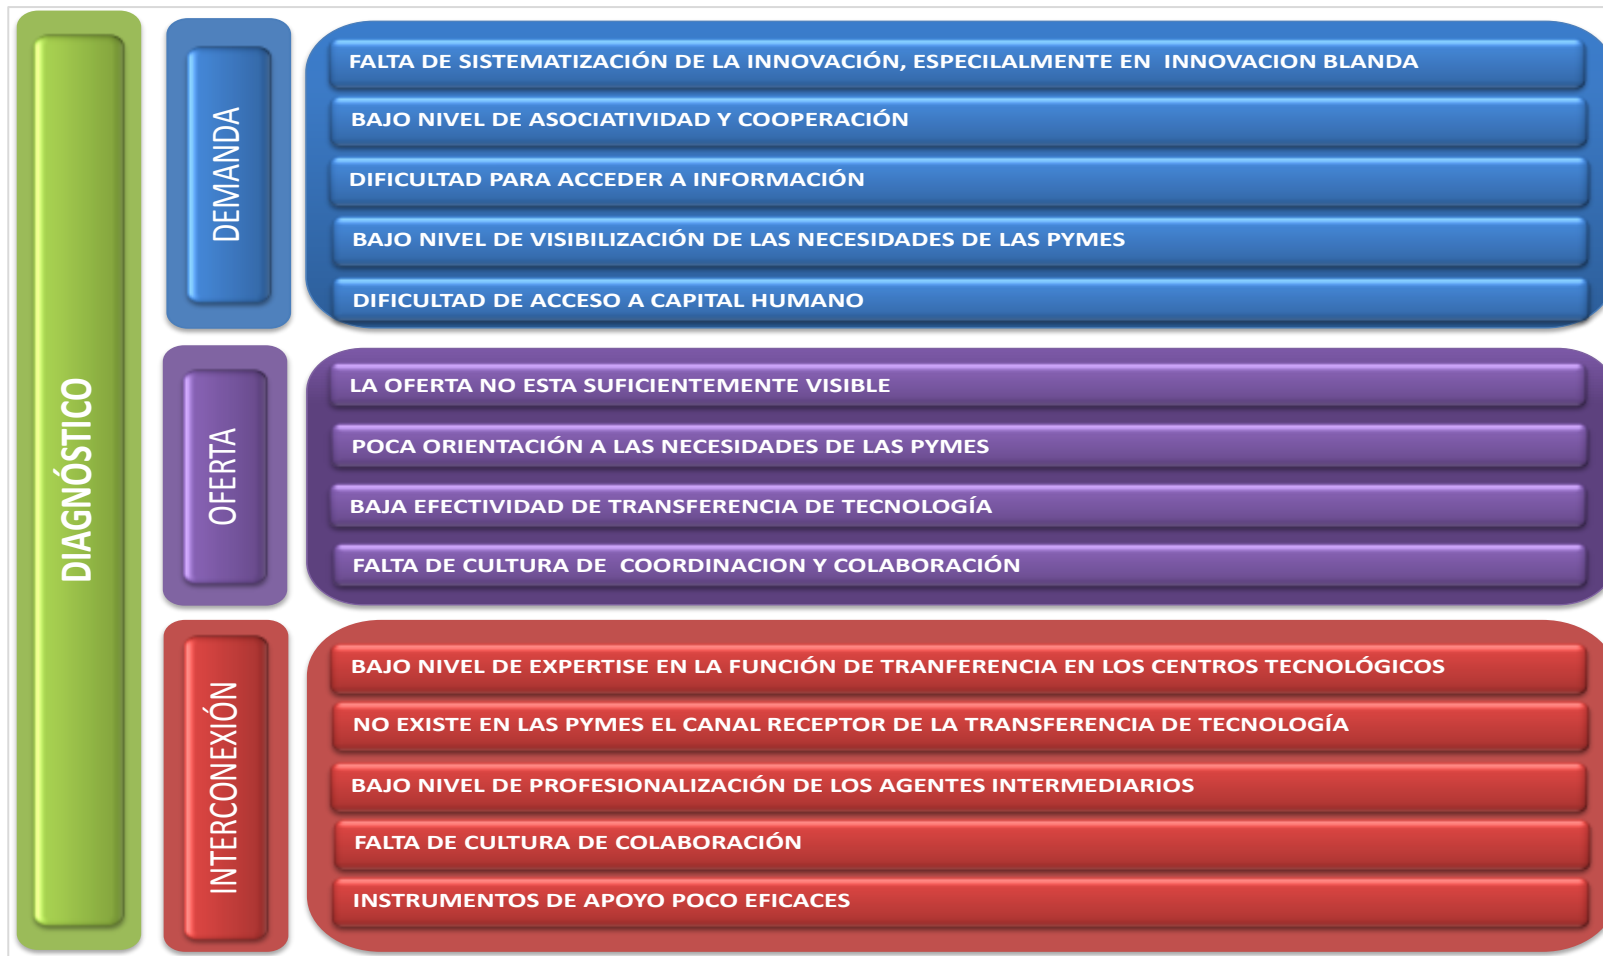 DIAGNÓSTICO
DEMANDA
FALTA DE SISTEMATIZACIÓN DE LA INNOVACIÓN, ESPECILALMENTE EN INNOVACION BLANDA
BAJO NIVEL DE ASOCIATIVIDAD Y COOPERACIÓN
DIFICULTAD PARA ACCEDER A INFORMACIÓN
BAJO NIVEL DE VISIBILIZACIÓN DE LAS NECESIDADES DE LAS PYMES
DIFICULTAD DE ACCESO A CAPITAL HUMANO
OFERTA
LA OFERTA NO ESTA SUFICIENTEMENTE VISIBLE
POCA ORIENTACIÓN A LAS NECESIDADES DE LAS PYMES
BAJA EFECTIVIDAD DE TRANSFERENCIA DE TECNOLOGÍA
FALTA DE CULTURA DE COORDINACION Y COLABORACIÓN
INTERCONEXIÓN
BAJO NIVEL DE EXPERTISE EN LA FUNCIÓN DE TRANFERENCIA EN LOS CENTROS TECNOLÓGICOS
NO EXISTE EN LAS PYMES EL CANAL RECEPTOR DE LA TRANSFERENCIA DE TECNOLOGÍA
BAJO NIVEL DE PROFESIONALIZACIÓN DE LOS AGENTES INTERMEDIARIOS
FALTA DE CULTURA DE COLABORACIÓN
INSTRUMENTOS DE APOYO POCO EFICACES